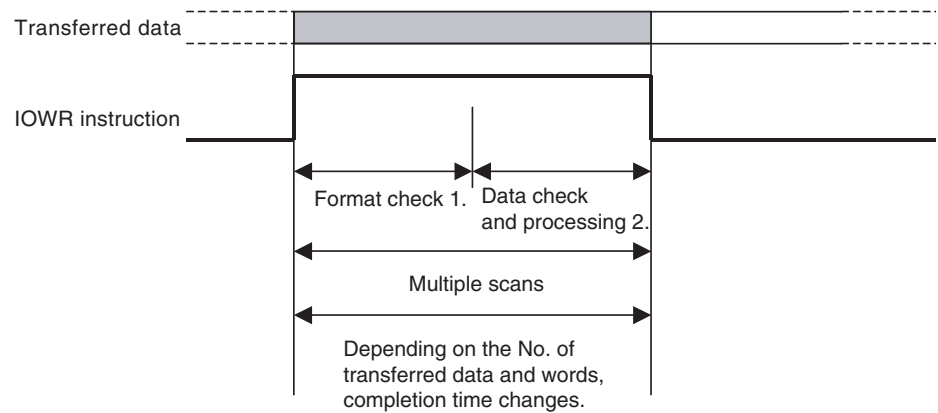 Transferred data
IOWR instruction
Format check 1.
Data check
and processing 2.
Multiple scans
Depending on the No. of
transferred data and words,
completion time changes.